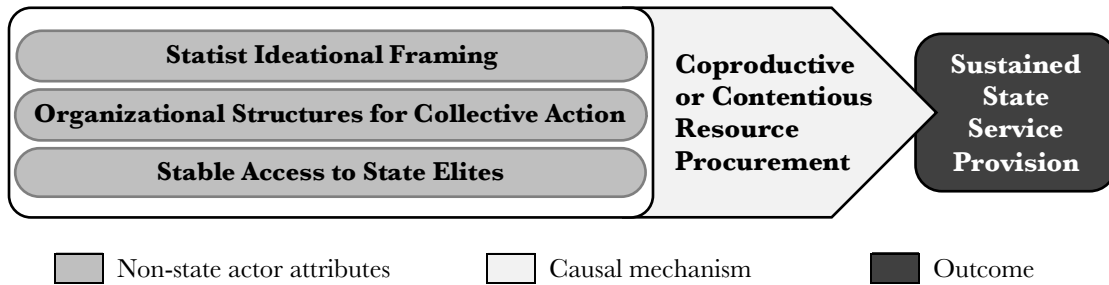 Statist Ideational Framing
Organizational Structures for Collective Action
Stable Access to State Elites
Coproductive
or Contentious
Resource
Procurement
Sustained
State
Service
Provision
Non-state actor attributes
Causal mechanism
Outcome